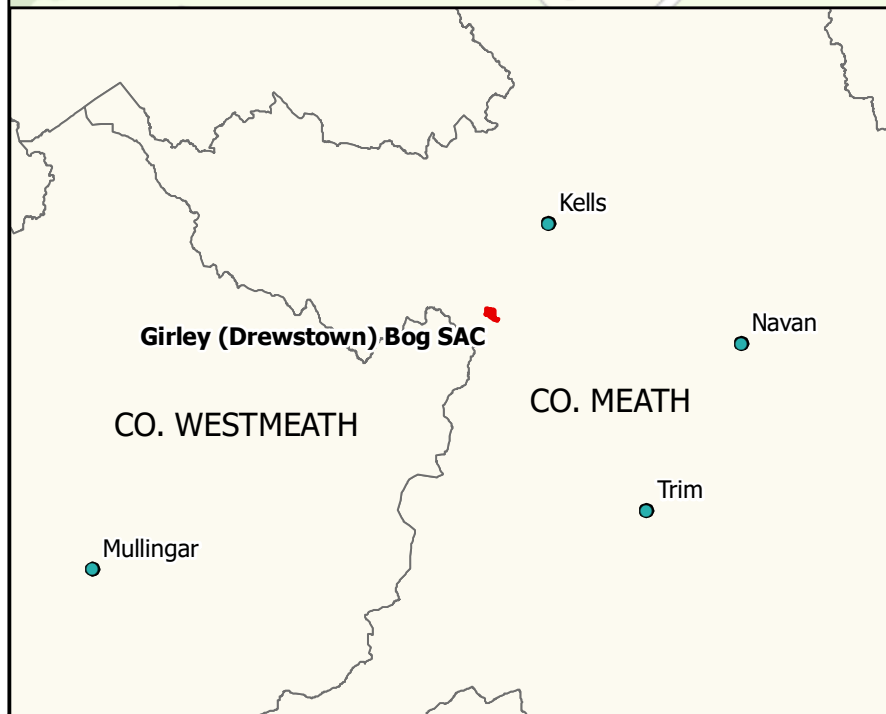 Kells
Navan
Girley (Drewstown) Bog SAC
CO. MEATH
CO. WESTMEATH
Trim
Mullingar